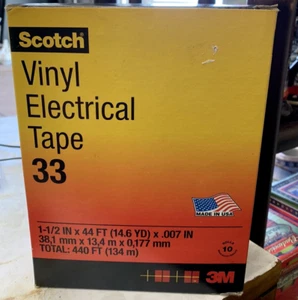 Scotch
Vinyl
Electrical
Tape
33
MADE IN USA
1-1/2 IN x 44 FT (14.6 YD) x .007 IN
38,1 mm x 13,4 m x 0,177 mm
TOTAL: 440 FT (134 m)
10
3M